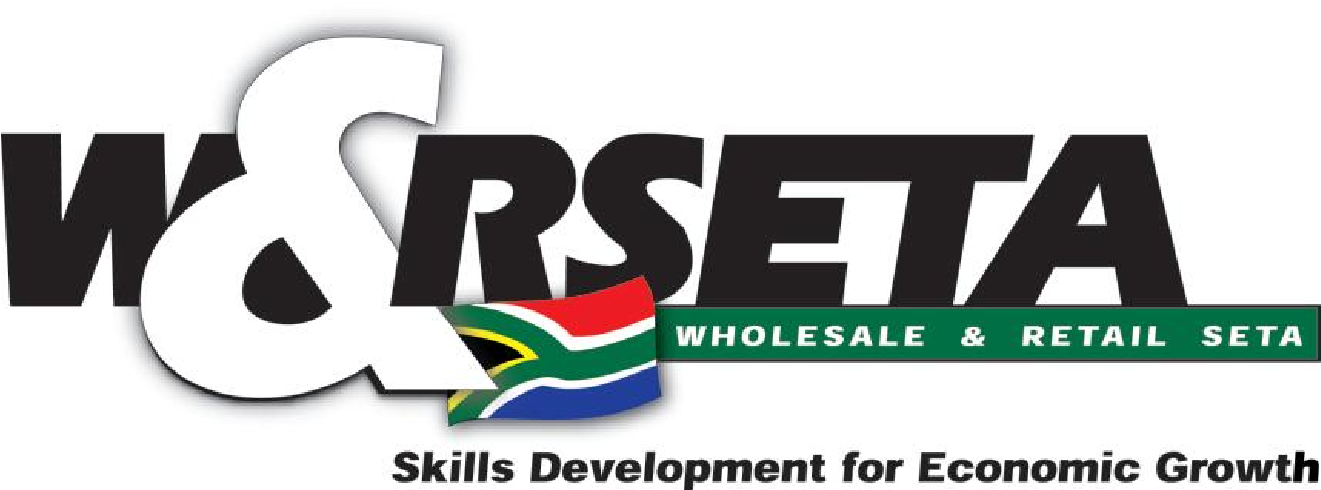 W&RSETA
WHOLESALE & RETAIL SETA
Skills Development for Economic Growth